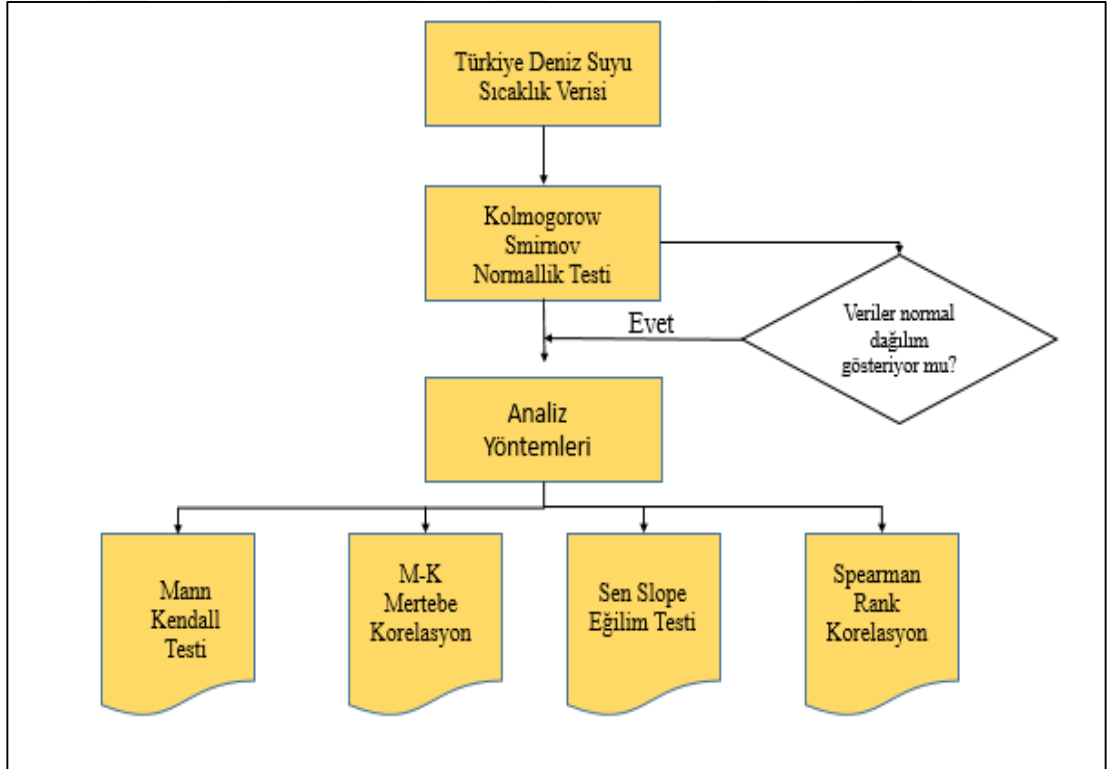 Türkiye Deniz Suyu
Sıcaklık Verisi
Kolmogorow
Smirnov
Normallik Testi
Veriler normal
dağılım
gösteriyor mu?
Evet
Analiz
Yöntemleri
Mann
Kendall
Testi
M-K
Mertebe
Korelasyon
Sen Slope
Eğilim Testi
Spearman
Rank
Korelasyon